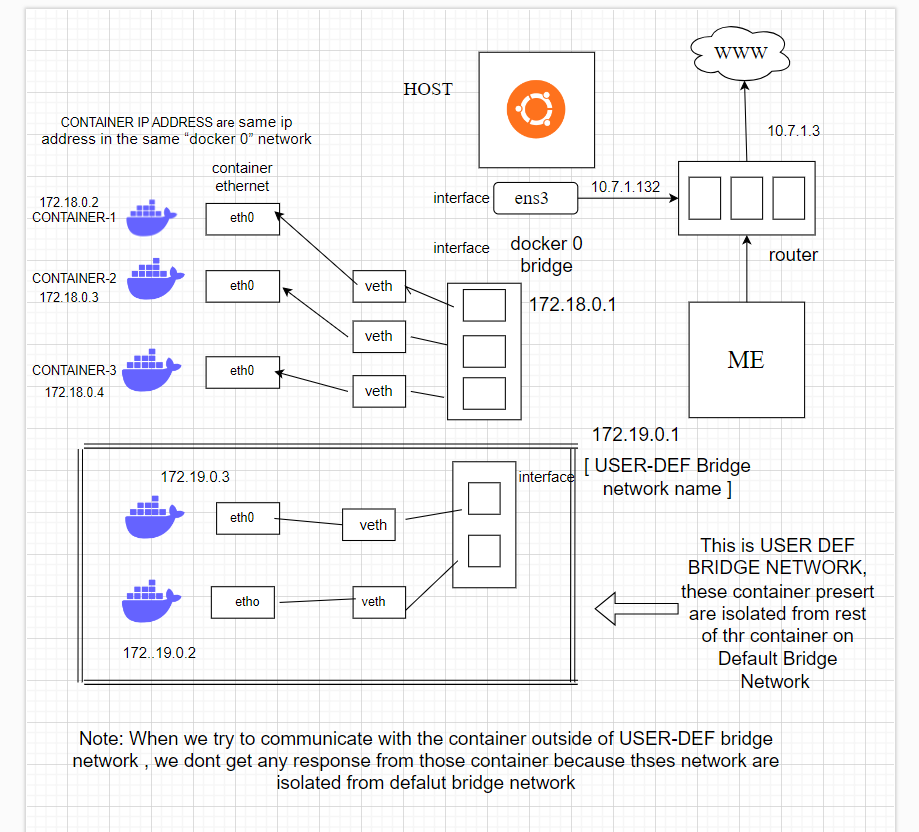 WWW
HOST
10.7.1.3
CONTAINER IP ADDRESS are same ip
address in the same “docker 0” network
container
ethernet
10.7.1.132
interface
ens3
172.18.0.2
CONTAINER-1
eth0
interface
docker 0
bridge
router
CONTAINER-2
172.18.0.3
eth0
veth
172.18.0.1
veth
ME
CONTAINER-3
172.18.0.4
eth0
veth
172.19.0.1
[ USER-DEF Bridge
network name ]
172.19.0.3
interface
eth0
veth
This is USER DEF
BRIDGE NETWORK,
these container presert
are isolated from rest
of thr container on
Default Bridge
Network
etho
veth
172..19.0.2
Note: When we try to communicate with the container outside of USER-DEF bridge
network , we dont get any response from those container because thses network are
isolated from defalut bridge network